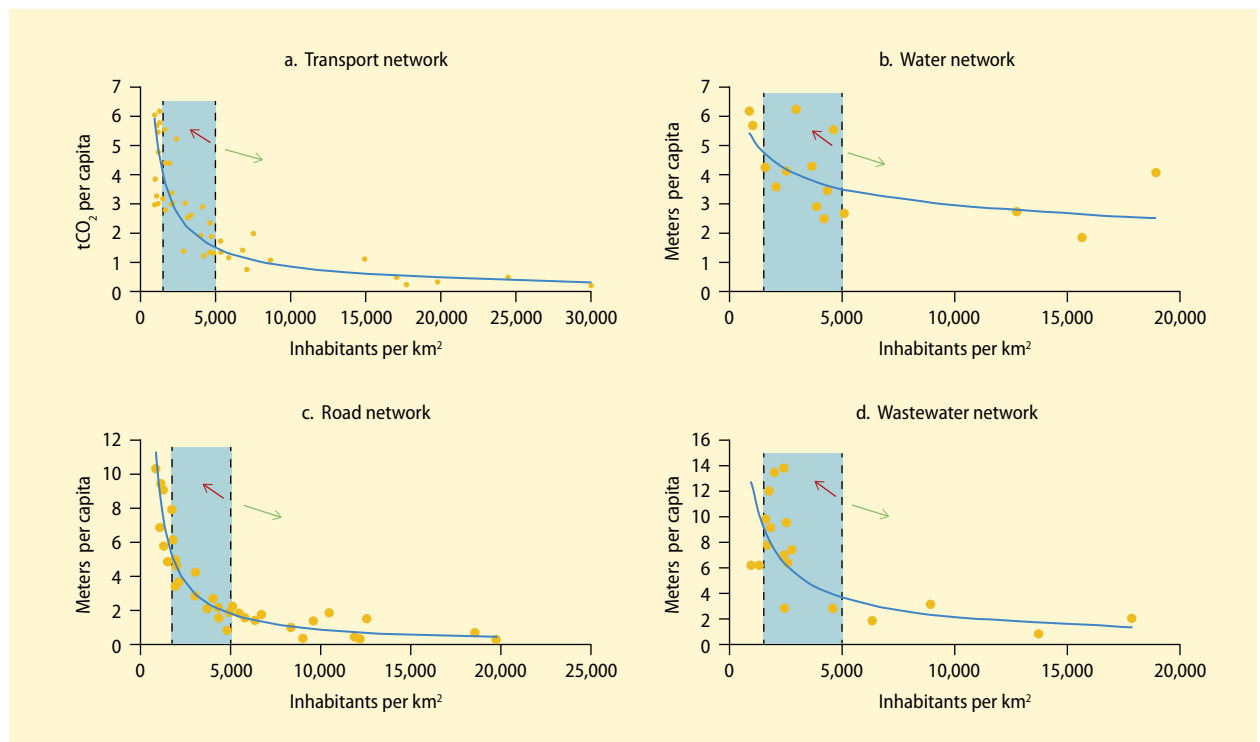 a. Transport network
tCO₂ per capita
7
6
5
4
3
2
1
0
0 5,000 10,000 15,000 20,000 25,000 30,000
Inhabitants per km²
b. Water network
Meters per capita
7
6
5
4
3
2
1
0
0 5,000 10,000 15,000 20,000
Inhabitants per km²
c. Road network
Meters per capita
12
10
8
6
4
2
0
0 5,000 10,000 15,000 20,000 25,000
Inhabitants per km²
d. Wastewater network
Meters per capita
16
14
12
10
8
6
4
2
0
0 5,000 10,000 15,000 20,000
Inhabitants per km²